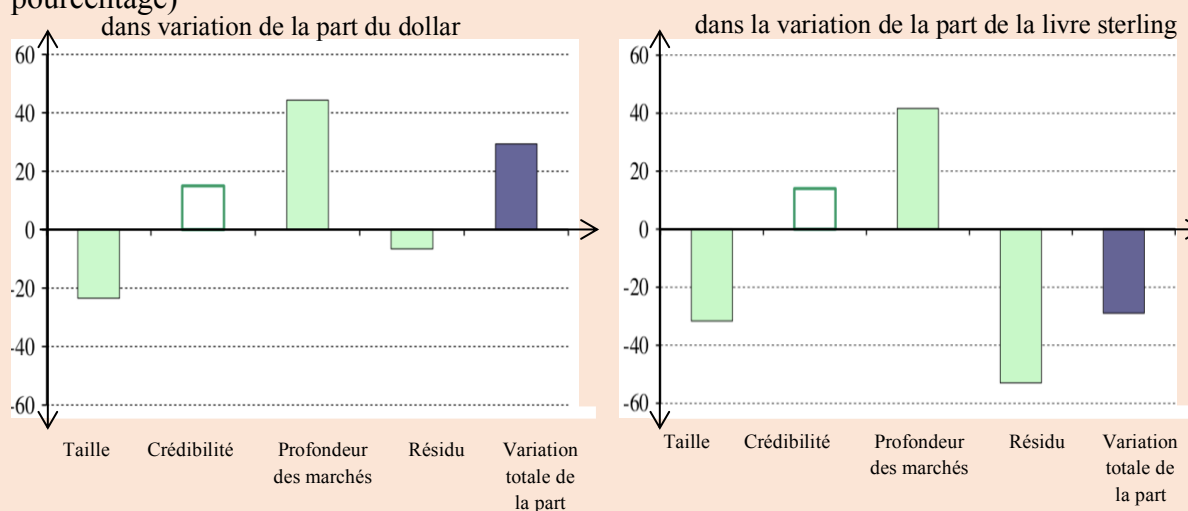 pourcentage)
dans variation de la part du dollar
60
40
20
0
-20
-40
-60
Taille
Crédibilité
Profondeur
des marchés
Résidu
Variation
totale de
la part
dans la variation de la part de la livre sterling
60
40
20
0
-20
-40
-60
Taille
Crédibilité
Profondeur
des marchés
Résidu
Variation
totale de
la part